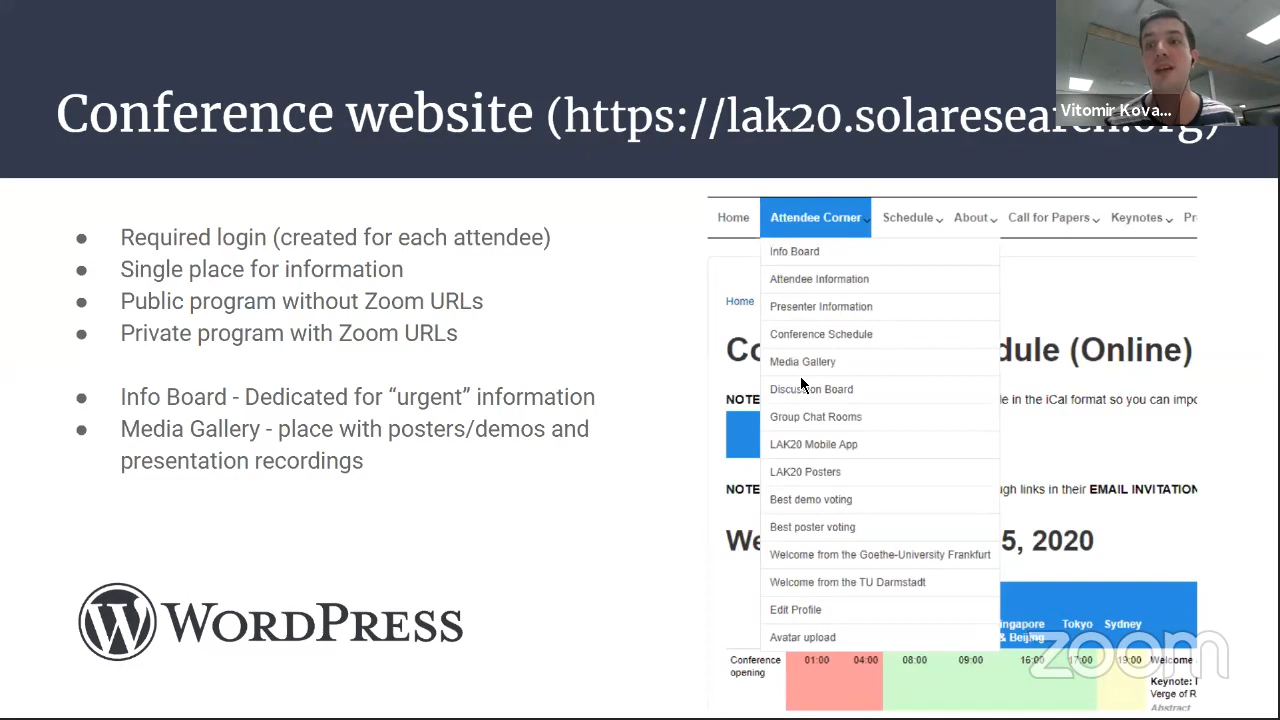 Conference website (https://lak20.solaresearch.org)
Vitomir Kova...
● Required login (created for each attendee)
● Single place for information
● Public program without Zoom URLs
● Private program with Zoom URLs
● Info Board - Dedicated for “urgent” information
● Media Gallery - place with posters/demos and
presentation recordings
WORDPRESS
Home Attendee Corner Schedule About Call for Papers Keynotes Pr
Info Board
Attendee Information
Presenter Information
Conference Schedule
Media Gallery
Discussion Board
Group Chat Rooms
LAK20 Mobile App
LAK20 Posters
Best demo voting
Best poster voting
Welcome from the Goethe-University Frankfurt
Welcome from the TU Darmstadt
Edit Profile
Avatar upload
Home
Co dule (Online)
NOTE le in the iCal format so you can impo
NOTE gh links in their EMAIL INVITATION
We 5, 2020
ingapore Tokyo Sydney
& Beijing
zoom
Conference 01:00 04:00 08:00 09:00 16:00 17:00 19:00 Welcome
opening
Keynote:
Verge of R
Abstract